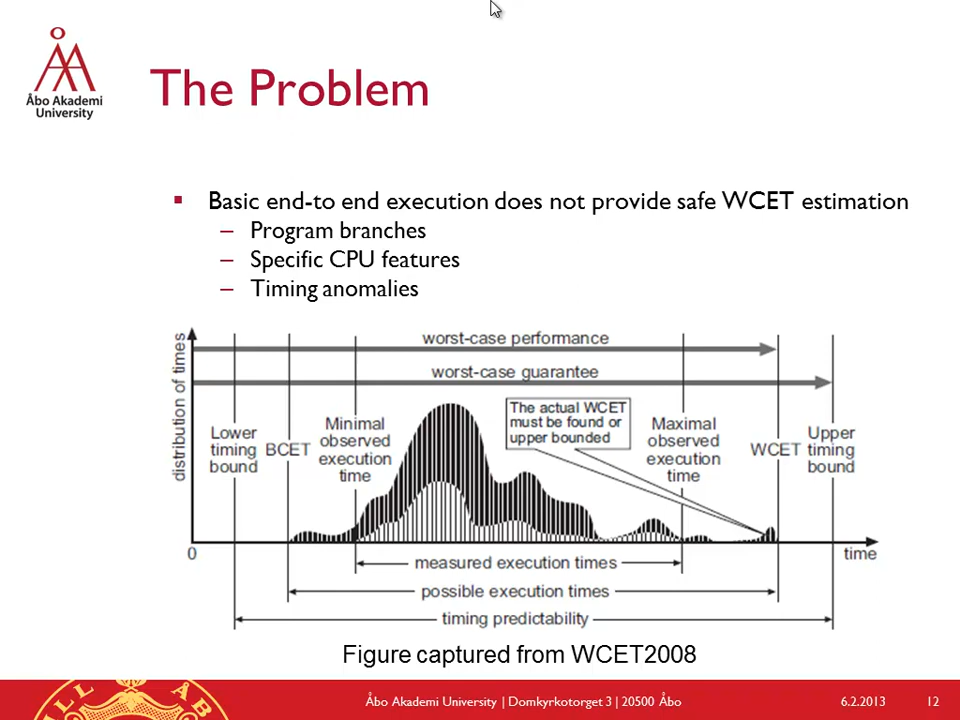 Åbo Akademi
University
The Problem
Basic end-to end execution does not provide safe WCET estimation
– Program branches
– Specific CPU features
– Timing anomalies
distribution of times
worst-case performance
worst-case guarantee
Lower
timing
bound
BCET
Minimal
observed
execution
time
The actual WCET
must be found or
upper bounded
Maximal
observed
execution
time
WCET
Upper
timing
bound
0
time
measured execution times
possible execution times
timing predictability
Figure captured from WCET2008
Åbo Akademi University | Domkyrkotorget 3 | 20500 Åbo
6.2.2013
12